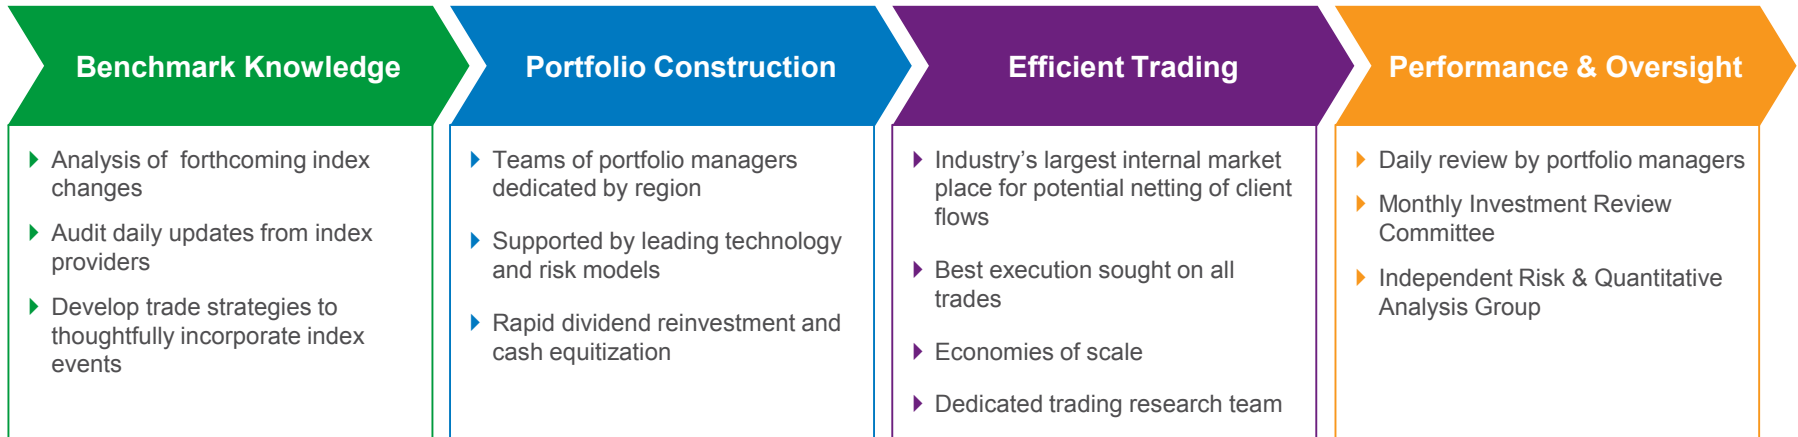 Benchmark Knowledge
Analysis of  forthcoming index
changes
Audit daily updates from index
providers
Develop trade strategies to
thoughtfully incorporate index
events
Portfolio Construction
Teams of portfolio managers
dedicated by region
Supported by leading technology
and risk models
Rapid dividend reinvestment and
cash equitization
Efficient Trading
Industry’s largest internal market
place for potential netting of client
flows
Best execution sought on all
trades
Economies of scale
Dedicated trading research team
Performance & Oversight
Daily review by portfolio managers
Monthly Investment Review
Committee
Independent Risk & Quantitative
Analysis Group